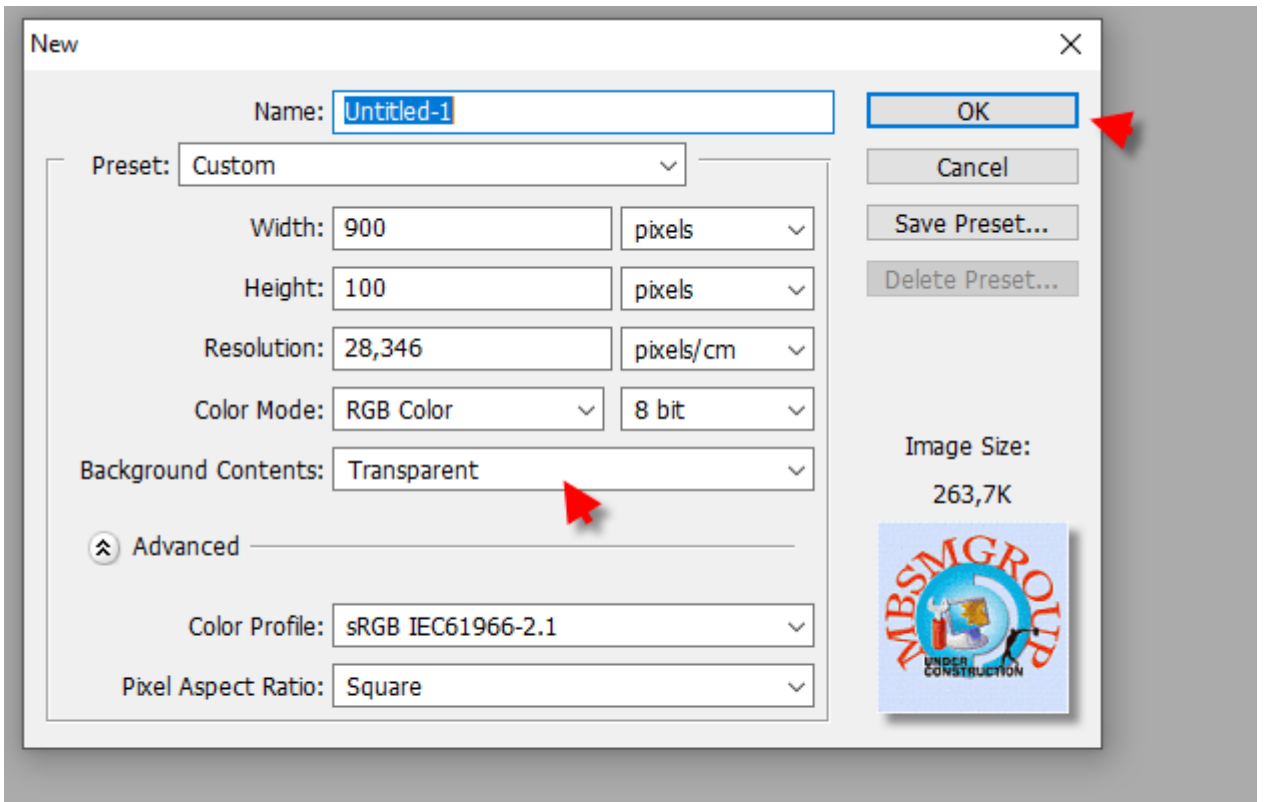 New
Name: Untitled-1
OK
Preset: Custom
Cancel
Width: 900 pixels
Save Preset...
Height: 100 pixels
Delete Preset...
Resolution: 28,346 pixels/cm
Color Mode: RGB Color 8 bit
Image Size:
Background Contents: Transparent
263,7K
Advanced
MBSMGROUP
UNDER
CONSTRUCTION
Color Profile: sRGB IEC61966-2.1
Pixel Aspect Ratio: Square